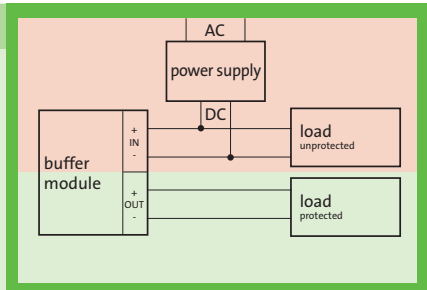 AC
power supply
DC
+
IN
-
load
unprotected
buffer
module
+
OUT
-
load
protected